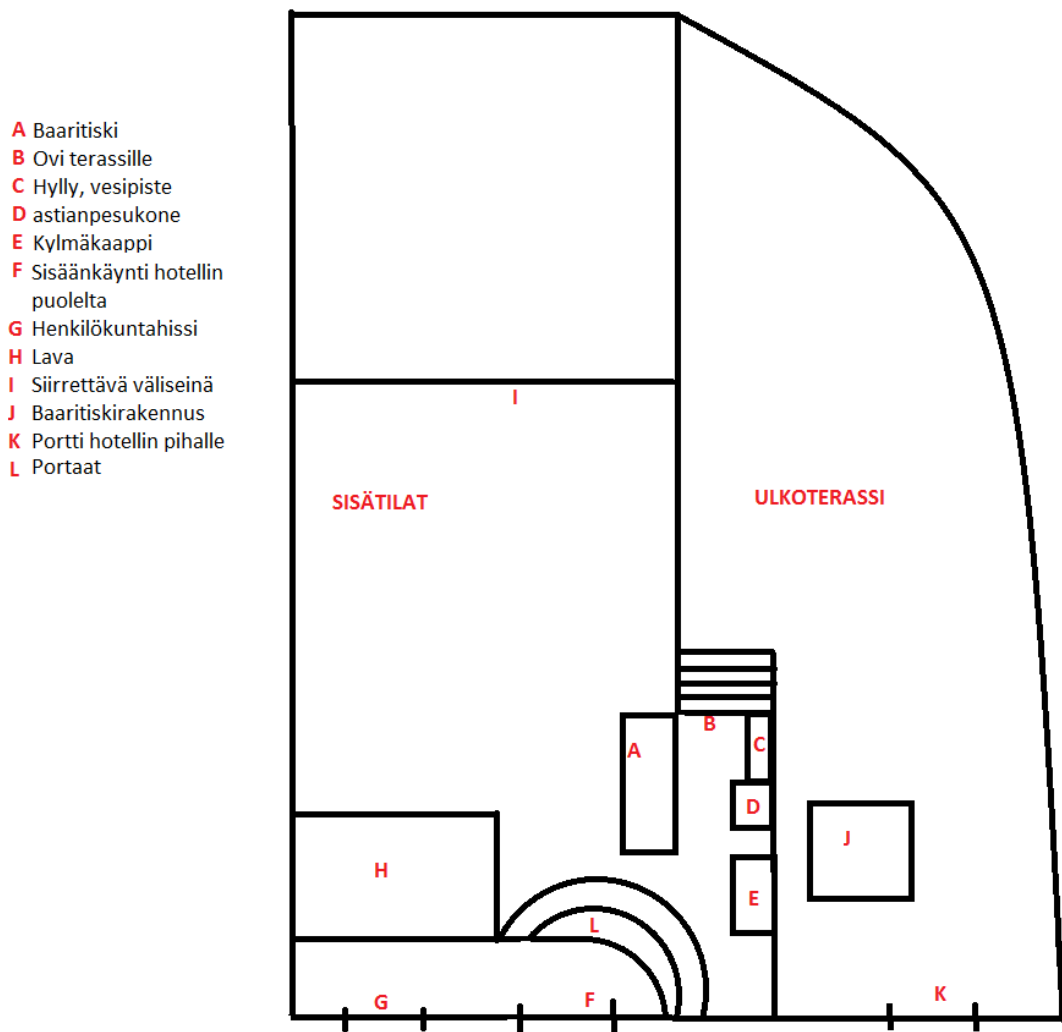 A Baaritiski
B Ovi terassille
C Hylly, vesipiste
D astianpesukone
E Kylmäkaappi
F Sisäänkäynti hotellin
puolelta
G Henkilökuntahissi
H Lava
I Siirrettävä väliseinä
J Baaritiskirakennus
K Portti hotellin pihalle
L Portaat
I
SISÄTILAT
ULKOTERASSI
B
A
C
D
J
H
E
L
G
F
K